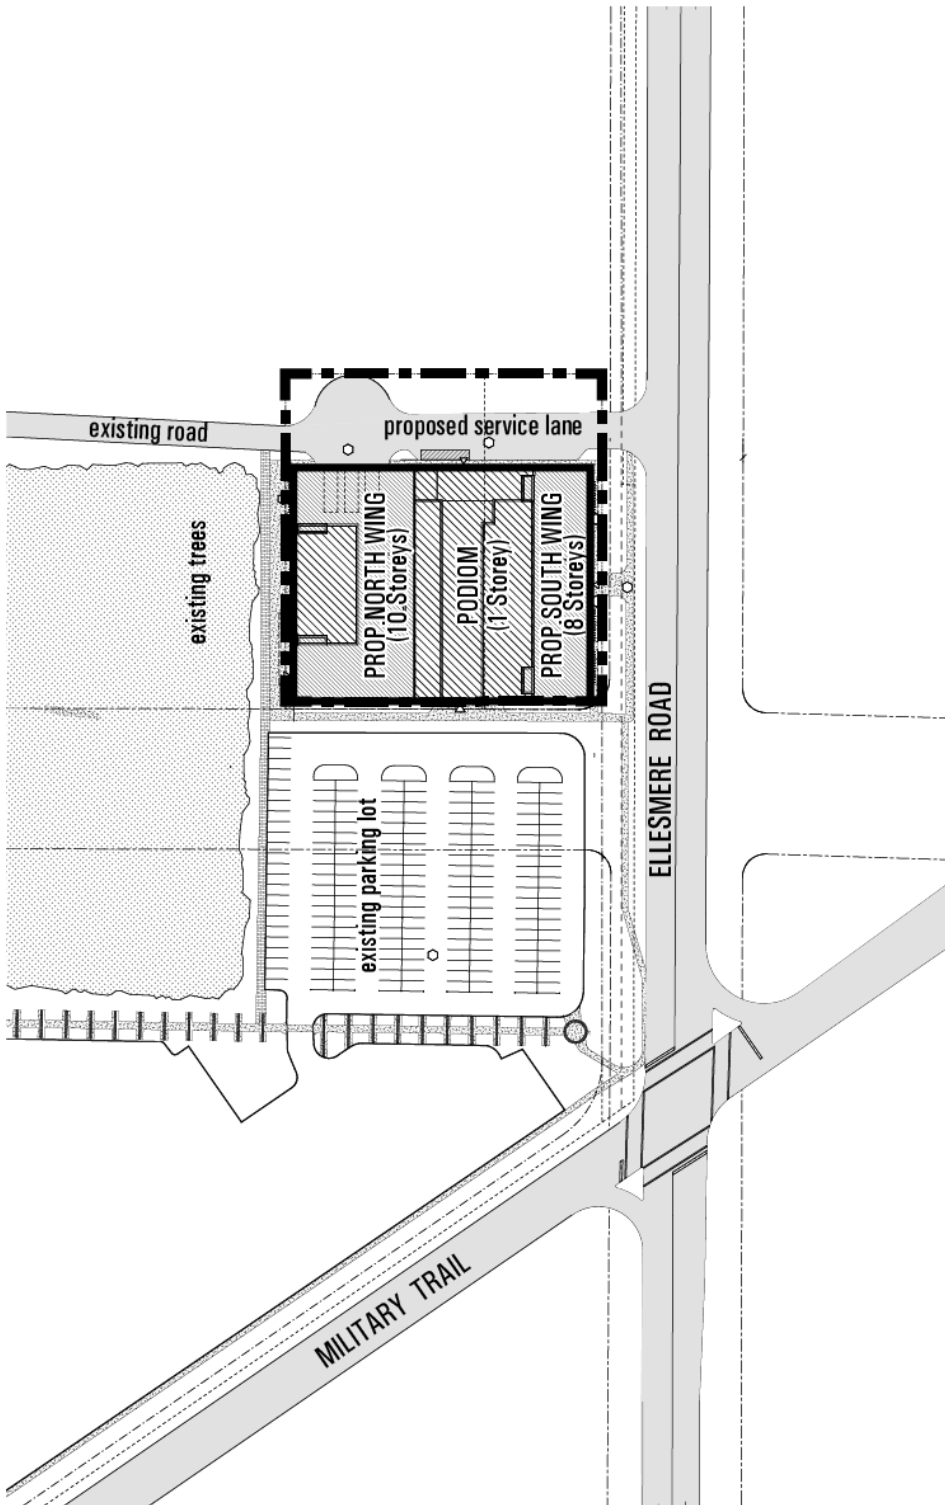 existing road
proposed service lane
existing trees
PROP.NORTH WING
(10 Storeys)
PODIOM
(1 Storey)
PROP.SOUTH WING
(8 Storeys)
ELLESMERE ROAD
existing parking lot
MILITARY TRAIL